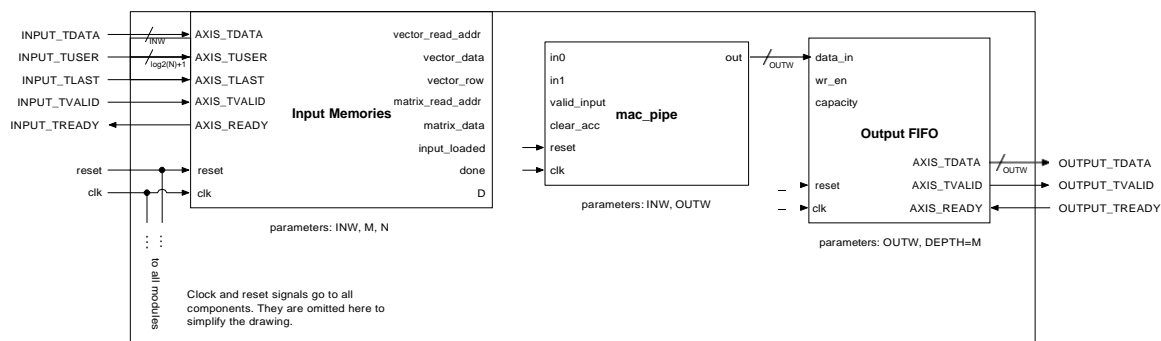 INPUT_TDATA
INPUT_TUSER
INPUT_TLAST
INPUT_TVALID
INPUT_TREADY
reset
clk
INW
log2(N)+1
AXIS_TDATA
AXIS_TUSER
AXIS_TLAST
AXIS_TVALID
AXIS_READY
reset
clk
Input Memories
vector_read_addr
vector_data
vector_row
matrix_read_addr
matrix_data
input_loaded
done
D
parameters: INW, M, N
to all modules
Clock and reset signals go to all
components. They are omitted here to
simplify the drawing.
in0
in1
valid_input
clear_acc
reset
clk
mac_pipe
out
OUTW
parameters: INW, OUTW
data_in
wr_en
capacity
Output FIFO
reset
clk
AXIS_TDATA
AXIS_TVALID
AXIS_READY
parameters: OUTW, DEPTH=M
OUTW
OUTPUT_TDATA
OUTPUT_TVALID
OUTPUT_TREADY